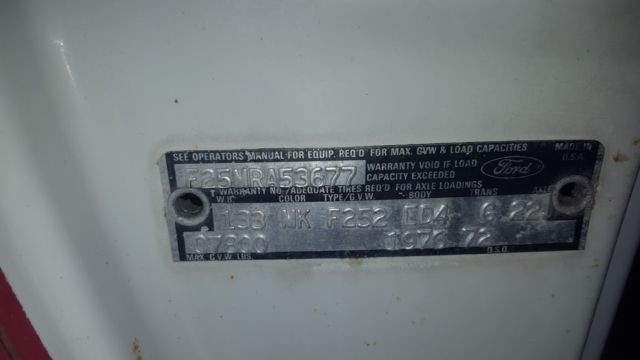 SEE OPERATORS MANUAL FOR EQUIP. REQ'D FOR MAX. GVW & LOAD CAPACITIES MADE IN U.S.A.
F25MRA53677 WARRANTY VOID IF LOAD CAPACITY EXCEEDED Ford
WARRANTY NO./ADEQUATE TIRES REQ'D FOR AXLE LOADINGS
W.B. COLOR TYPE/G.V.W. BODY TRANS. AXLE
133 WK F252 ED4 G 22
07800 72
MAX. G.V.W. LBS. D.S.O.